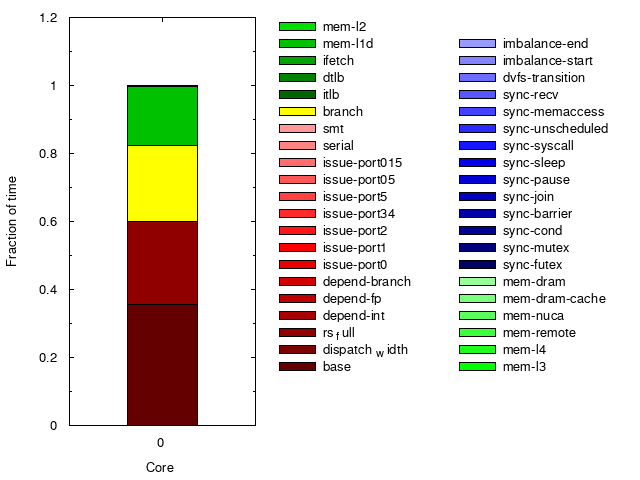 1.2
1
0.8
0.6
0.4
0.2
0
Fraction of time
0
Core
mem-l2
mem-l1d
ifetch
dtlb
itlb
branch
smt
serial
issue-port015
issue-port05
issue-port5
issue-port34
issue-port2
issue-port1
issue-port0
depend-branch
depend-fp
depend-int
rsfull
dispatchwidth
base
imbalance-end
imbalance-start
dvfs-transition
sync-recv
sync-memaccess
sync-unscheduled
sync-syscall
sync-sleep
sync-pause
sync-join
sync-barrier
sync-cond
sync-mutex
sync-futex
mem-dram
mem-dram-cache
mem-nuca
mem-remote
mem-l4
mem-l3